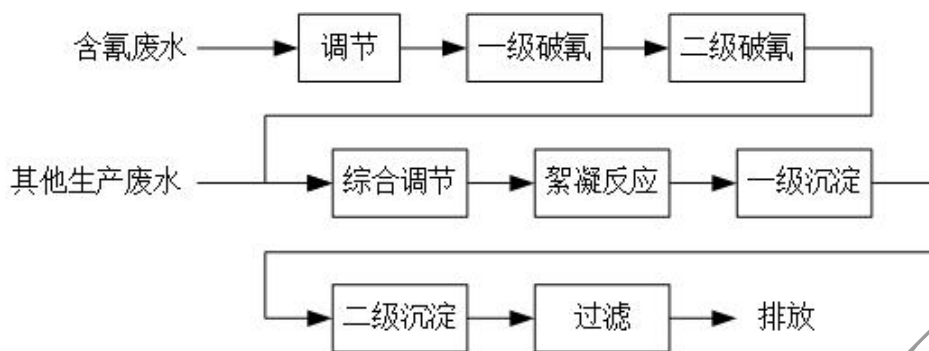 含氰废水 调节 一级破氰 二级破氰
其他生产废水 综合调节 絮凝反应 一级沉淀
二级沉淀 过滤 排放